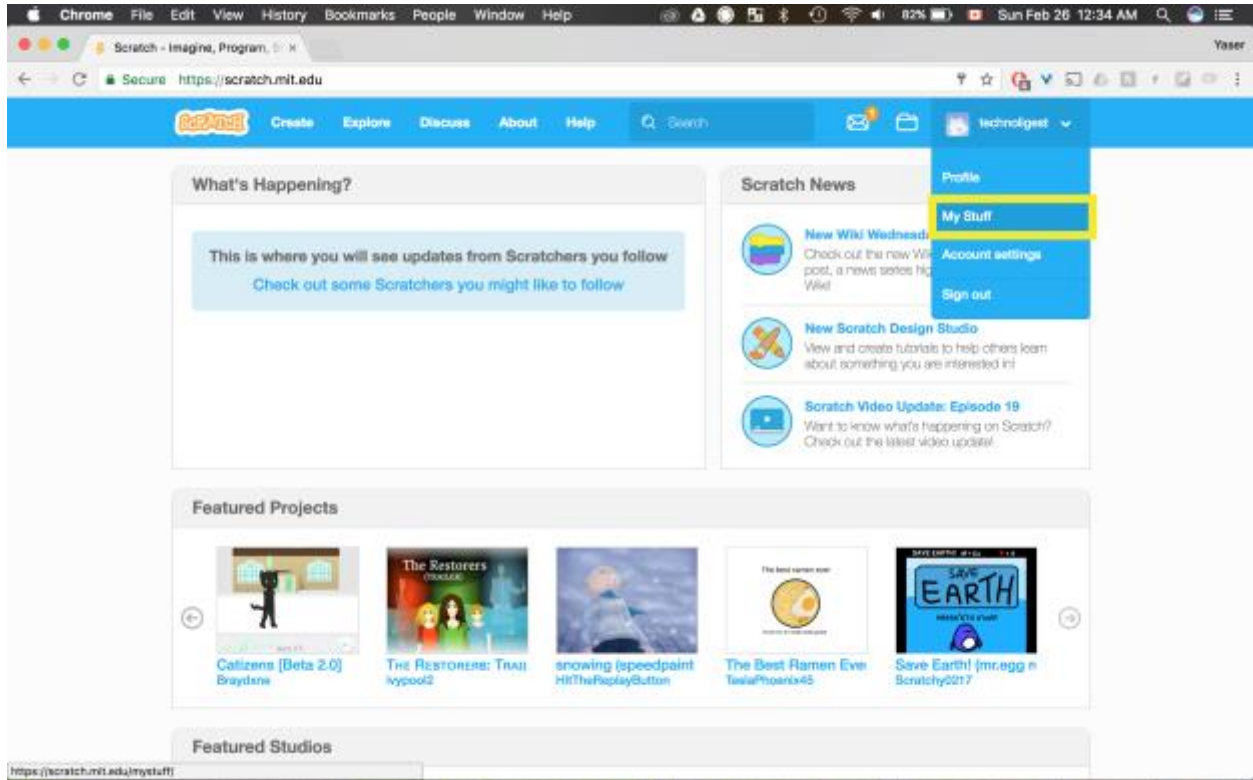 Chrome File Edit View History Bookmarks People Window Help 82% Sun Feb 26 12:34 AM
Scratch - Imagine, Program, Yaser
Secure https://scratch.mit.edu
SCRATCH Create Explore Discuss About Help Search 1 technoligest
Profile
My Stuff
Account settings
Sign out
What's Happening?
This is where you will see updates from Scratchers you follow
Check out some Scratchers you might like to follow
Scratch News
New Wiki Wednesd
Check out the new Wi
post, a news series hig
Wiki!
New Scratch Design Studio
View and create tutorials to help others learn
about something you are interested in!
Scratch Video Update: Episode 19
Want to know what's happening on Scratch?
Check out the latest video update!
Featured Projects
The Restorers
(TRAILER)
The best ramen ever
SAVE
EARTH
Catizens [Beta 2.0]
Braydens
The Restorers: Trail
ivypool2
snowing (speedpaint
HitTheReplayButton
The Best Ramen Ever
TeslaPhoenix45
Save Earth! (mr.egg r
Scratchy0217
Featured Studios
https://scratch.mit.edu/mystuff/